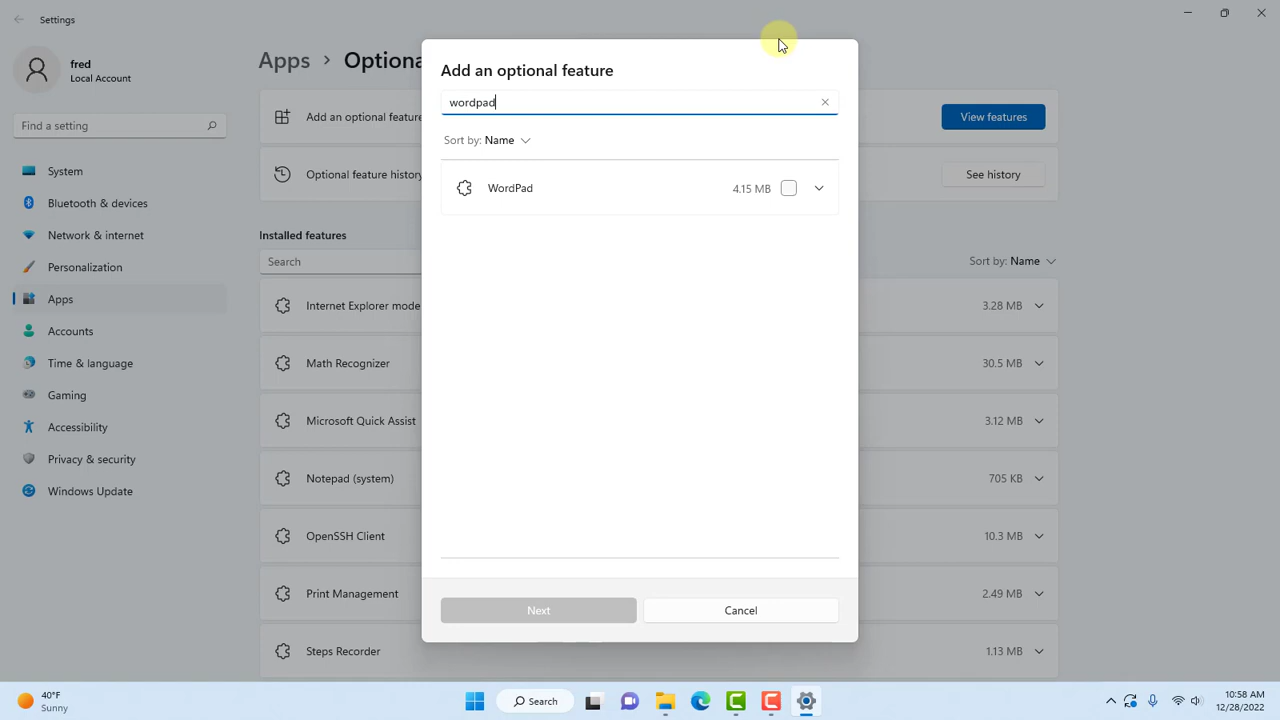 Settings
fred
Local Account
Find a setting
System
Bluetooth & devices
Network & internet
Personalization
Apps
Accounts
Time & language
Gaming
Accessibility
Privacy & security
Windows Update
Apps > Optiona
Add an optional feature
View features
Optional feature history
See history
Installed features
Search
Sort by: Name
Internet Explorer mode
3.28 MB
Math Recognizer
30.5 MB
Microsoft Quick Assist
3.12 MB
Notepad (system)
705 KB
OpenSSH Client
10.3 MB
Print Management
2.49 MB
Steps Recorder
1.13 MB
Add an optional feature
wordpad
Sort by: Name
WordPad
4.15 MB
Next
Cancel
40°F
Sunny
Search
10:58 AM
12/28/2022